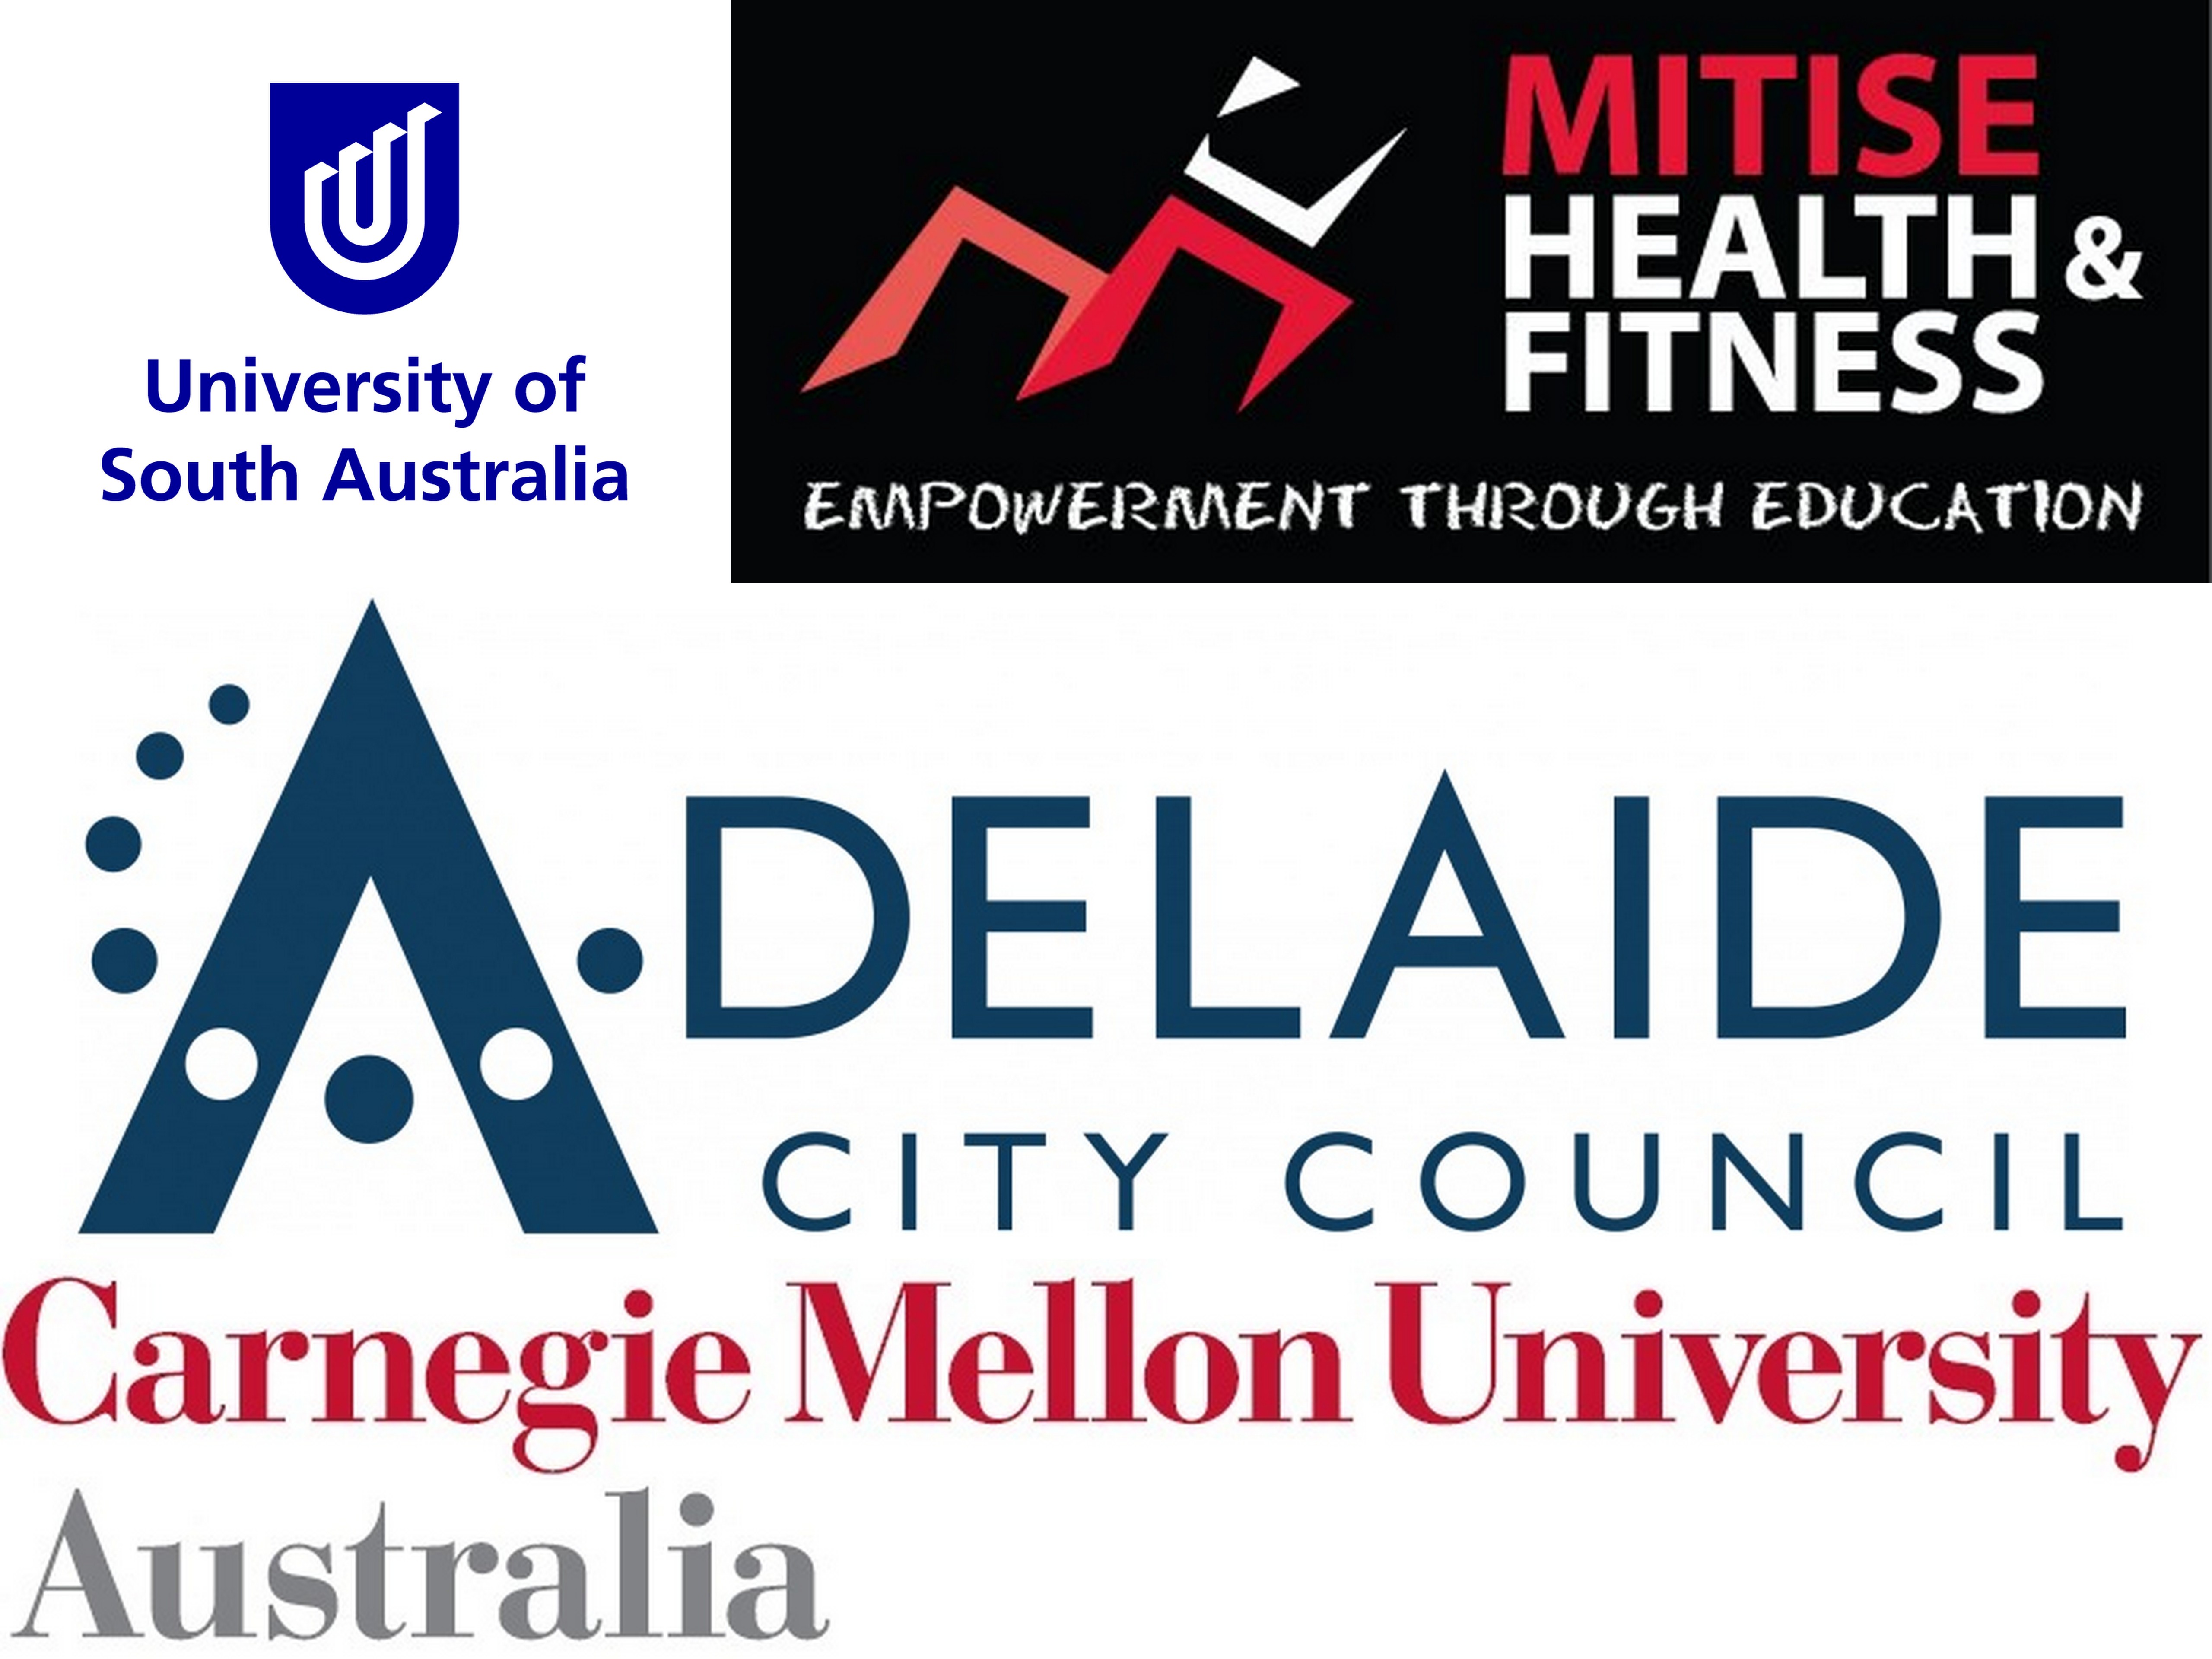 University of
South Australia
MITISE
HEALTH &
FITNESS
EMPOWERMENT THROUGH EDUCATION
ADELAIDE
CITY COUNCIL
Carnegie Mellon University
Australia